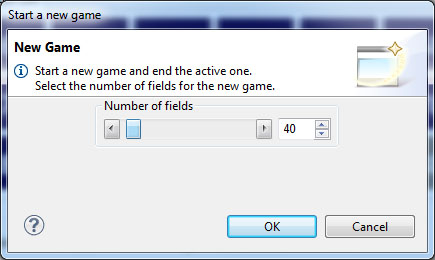 Start a new game
New Game
Start a new game and end the active one.
Select the number of fields for the new game.
Number of fields
40
OK
Cancel